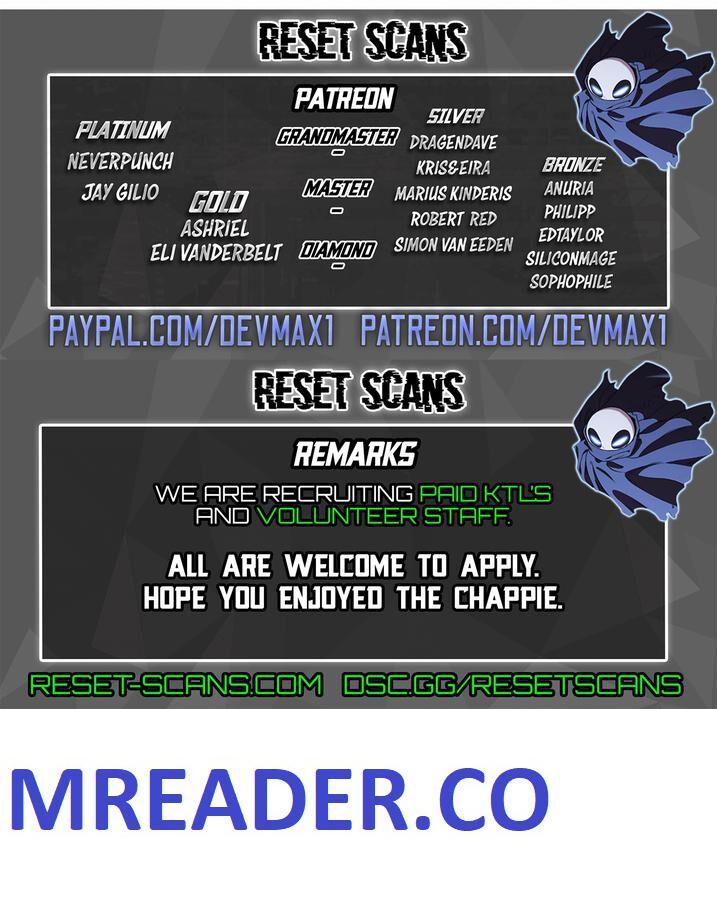 RESET SCANS
PATREON
PLATINUM
NEVERPUNCH
JAY GILIO
GOLD
ASHRIEL
ELI VANDERBELT
GRANDMASTER
-
MASTER
-
DIAMOND
-
SILVER
DRAGENDAVE
KRIS&EIRA
MARIUS KINDERIS
ROBERT RED
SIMON VAN EEDEN
BRONZE
ANURIA
PHILIPP
EDTAYLOR
SILICONMAGE
SOPHOPHILE
PAYPAL.COM/DEVMAX1 PATREON.COM/DEVMAX1
RESET SCANS
REMARKS
WE ARE RECRUITING PAID KTL'S
AND VOLUNTEER STAFF.
ALL ARE WELCOME TO APPLY.
HOPE YOU ENJOYED THE CHAPPIE.
RESET-SCANS.COM DSC.GG/RESETSCANS
MREADER.CO